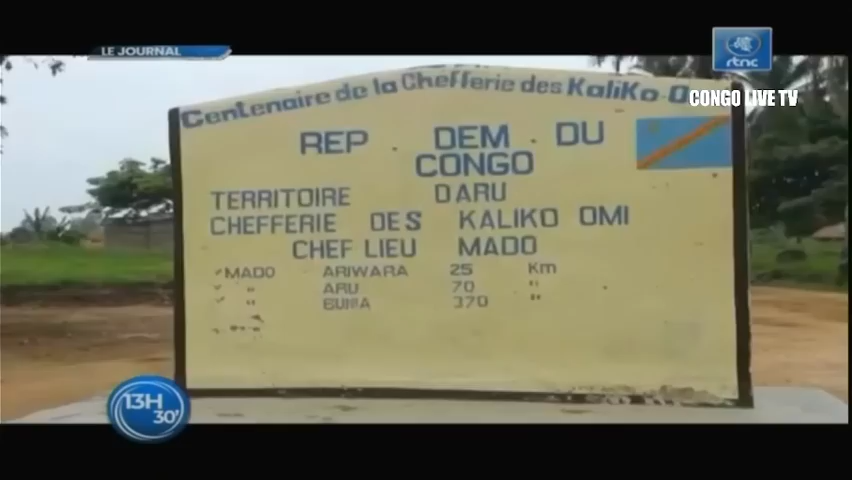 LE JOURNAL
rtnc
CONGO LIVE TV
Centenaire de la Chefferie des KaliKo-O
REP. DEM. DU
CONGO
TERRITOIRE DARU
CHEFFERIE DES KALIKO OMI
CHEF LIEU MADO
" MADO ARIWARA 25 Km
" " ARU 70 "
" " BUNIA 370 "
13H
30'